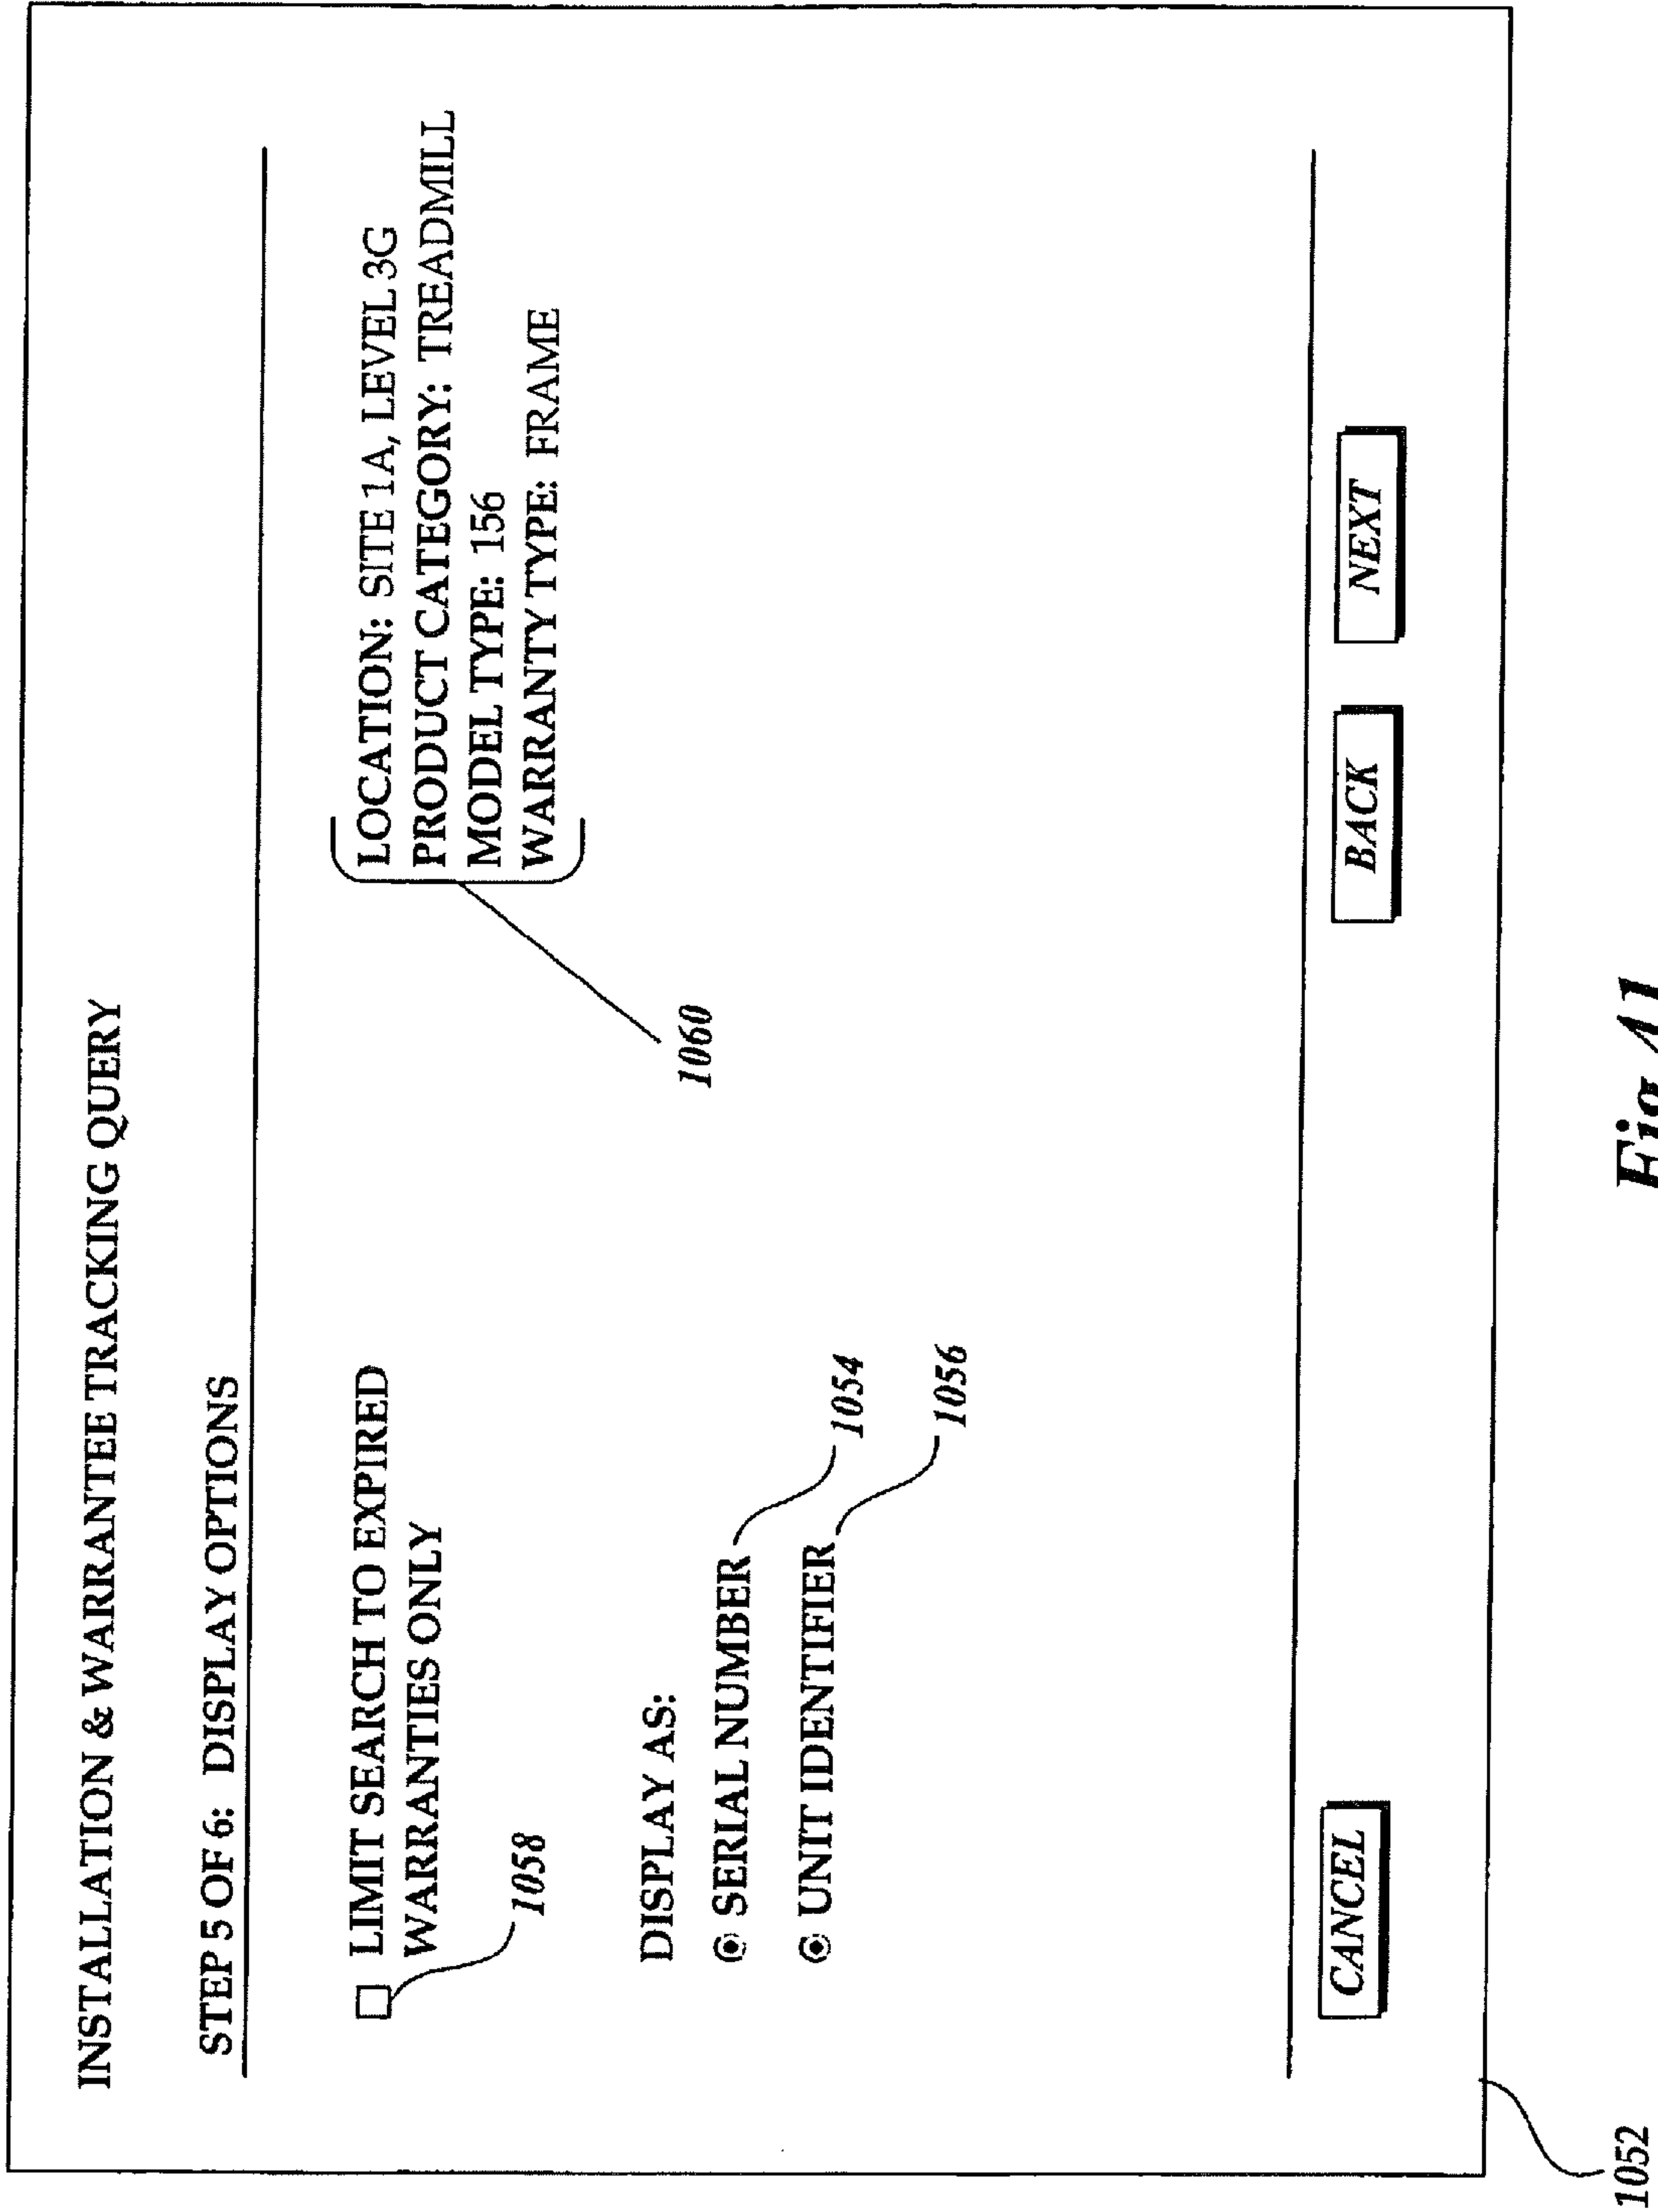 INSTALLATION & WARRANTEE TRACKING QUERY
STEP 5 OF 6: DISPLAY OPTIONS
LIMIT SEARCH TO EXPIRED
WARRANTIES ONLY
1058
DISPLAY AS:
SERIAL NUMBER
1054
UNIT IDENTIFIER
1056
LOCATION: SITE 1A, LEVEL 3G
PRODUCT CATEGORY: TREADMILL
MODEL TYPE: 156
WARRANTY TYPE: FRAME
1060
CANCEL
BACK
NEXT
1052
Fig. 41